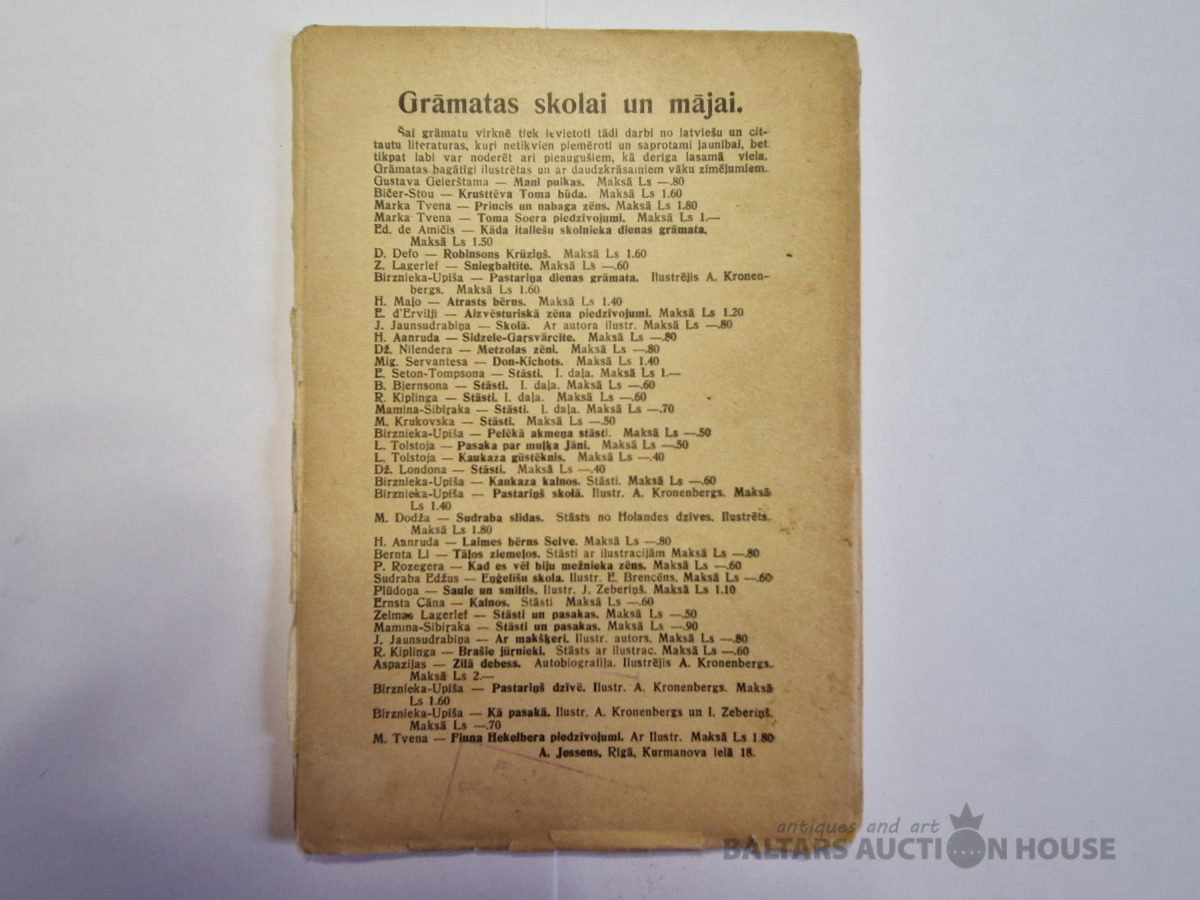 Grāmatas skolai un mājai.
Šai grāmatu virknē tiek ievietoti tādi darbi no latviešu un cit-
tautu literaturas, kuŗi netikvien piemēroti un saprotami jaunībai, bet
tikpat labi var noderēt arī pieaugušiem, kā derīga lasamā viela.
Grāmatas bagātīgi ilustrētas un ar daudzkrāsainiem vāku zīmējumiem.
Gustava Geierštama — Mani puikas. Maksā Ls —.80
Bičer-Stou — Krusttēva Toma būda. Maksā Ls 1.60
Marka Tvena — Princis un nabaga zēns. Maksā Ls 1.80
Marka Tvena — Toma Soera piedzīvojumi. Maksā Ls 1.—
Ed. de Amičis — Kāda italiešu skolnieka dienas grāmata.
Maksā Ls 1.50
D. Defo — Robinsons Krūziņš. Maksā Ls 1.60
Z. Lagerlef — Sniegbaltīte. Maksā Ls —.60
Birznieka-Upīša — Pastariņa dienas grāmata. Ilustrējis A. Kronen-
bergs. Maksā Ls 1.60
H. Malo — Atrasts bērns. Maksā Ls 1.40
E. d'Erviļji — Aizvēsturiskā zēna piedzīvojumi. Maksā Ls 1.20
J. Jaunsudrabiņa — Skolā. Ar autora ilustr. Maksā Ls —.80
H. Aanruda — Sidzele-Garsvārcīte. Maksā Ls —.80
Dž. Nilendera — Metzolas zēni. Maksā Ls —.80
Mig. Servantesa — Don-Kichots. Maksā Ls 1.40
E. Seton-Tompsona — Stāsti. I. daļa. Maksā Ls 1.—
B. Bjernsona — Stāsti. I. daļa. Maksā Ls —.60
R. Kiplinga — Stāsti. I. daļa. Maksā Ls —.60
Mamina-Sibiŗaka — Stāsti. I. daļa. Maksā Ls —.70
M. Krukovska — Stāsti. Maksā Ls —.50
Birznieka-Upīša — Pelēkā akmeņa stāsti. Maksā Ls —.50
L. Tolstoja — Pasaka par muļķa Jāni. Maksā Ls —.50
L. Tolstoja — Kaukaza gūsteknis. Maksā Ls —.40
Dž. Londona — Stāsti. Maksā Ls —.40
Birznieka-Upīša — Kaukaza kalnos. Stāsti. Maksā Ls —.60
Birznieka-Upīša — Pastariņš skolā. Ilustr. A. Kronenbergs. Maksā
Ls 1.40
M. Dodža — Sudraba slidas. Stāsts no Holandes dzīves. Ilustrēts.
Maksā Ls 1.80
H. Aanruda — Laimes bērns Selve. Maksā Ls —.80
Bernta Li — Tāļos ziemeļos. Stāsti ar ilustracijām Maksā Ls —.80
P. Rozegera — Kad es vēl biju mežnieka zēns. Maksā Ls —.60
Sudraba Edžus — Eņģelīšu skola. Ilustr. E. Brencēns. Maksā Ls —.60
Plūdoņa — Saule un smiltis. Ilustr. J. Zeberiņš. Maksā Ls 1.10
Ernsta Cāna — Kalnos. Stāsti Maksā Ls —.60
Zelmas Lagerlef — Stāsti un pasakas. Maksā Ls —.50
Mamina-Sibiŗaka — Stāsti un pasakas. Maksā Ls —.90
J. Jaunsudrabiņa — Ar makšķeri. Ilustr. autors. Maksā Ls —.80
R. Kiplinga — Brašie jūrnieki. Stāsts ar ilustrac. Maksā Ls —.60
Aspazijas — Zilā debess. Autobiografija. Ilustrējis A. Kronenbergs.
Maksā Ls 2.—
Birznieka-Upīša — Pastariņš dzīvē. Ilustr. A. Kronenbergs. Maksā
Ls 1.60
Birznieka-Upīša — Kā pasakā. Ilustr. A. Kronenbergs un I. Zeberiņš.
Maksā Ls —.70
M. Tvena — Finna Hekelbera piedzīvojumi. Ar Ilustr. Maksā Ls 1.80
A. Jessens, Rīgā, Kurmanova ielā 18.
antiques and art
BALTARS AUCTION HOUSE